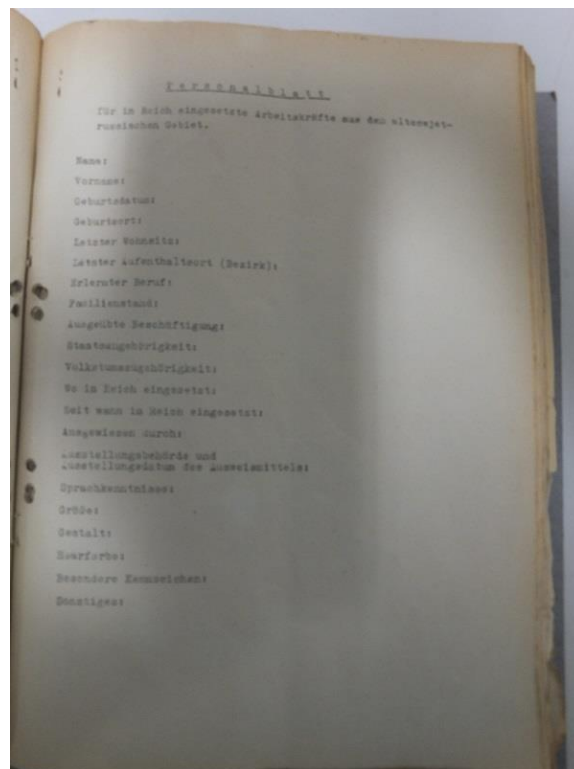 Personalblatt
für im Reich eingesetzte Arbeitskräfte aus dem altsowjet-
russischen Gebiet.
Name:
Vorname:
Geburtsdatum:
Geburtsort:
Letzter Wohnsitz:
Letzter Aufenthaltsort (Bezirk):
Erlernter Beruf:
Familienstand:
Ausgeübte Beschäftigung:
Staatsangehörigkeit:
Volkstumszugehörigkeit:
Wo im Reich eingesetzt:
Seit wann im Reich eingesetzt:
Ausgewiesen durch:
Ausstellungsbehörde und
Ausstellungsdatum des Ausweismittels:
Sprachkenntnisse:
Größe:
Gestalt:
Haarfarbe:
Besondere Kennzeichen:
Sonstiges: